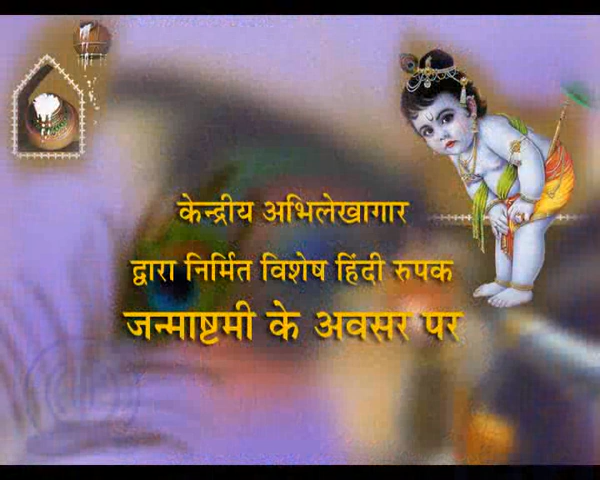 केन्द्रीय अभिलेखागार
द्वारा निर्मित विशेष हिंदी रुपक
जन्माष्टमी के अवसर पर